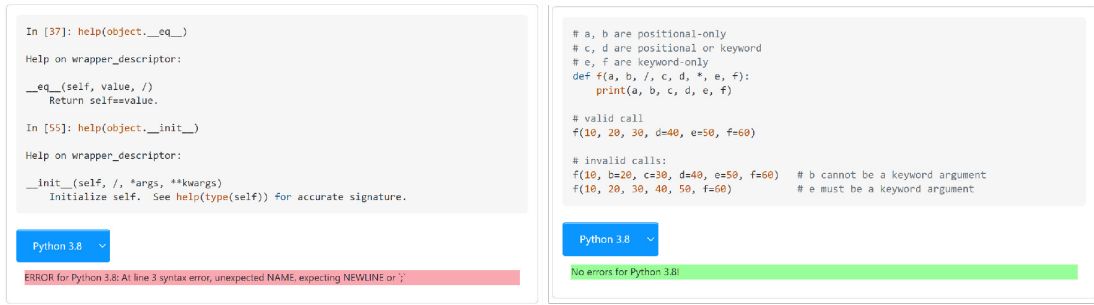 In [37]: help(object.__eq__)
Help on wrapper_descriptor:
__eq__(self, value, /)
    Return self==value.
In [55]: help(object.__init__)
Help on wrapper_descriptor:
__init__(self, /, *args, **kwargs)
    Initialize self.  See help(type(self)) for accurate signature.
Python 3.8
ERROR for Python 3.8: At line 3 syntax error, unexpected NAME, expecting NEWLINE or ';'
# a, b are positional-only
# c, d are positional or keyword
# e, f are keyword-only
def f(a, b, /, c, d, *, e, f):
    print(a, b, c, d, e, f)
# valid call
f(10, 20, 30, d=40, e=50, f=60)
# invalid calls:
f(10, b=20, c=30, d=40, e=50, f=60)   # b cannot be a keyword argument
f(10, 20, 30, 40, 50, f=60)           # e must be a keyword argument
Python 3.8
No errors for Python 3.8!